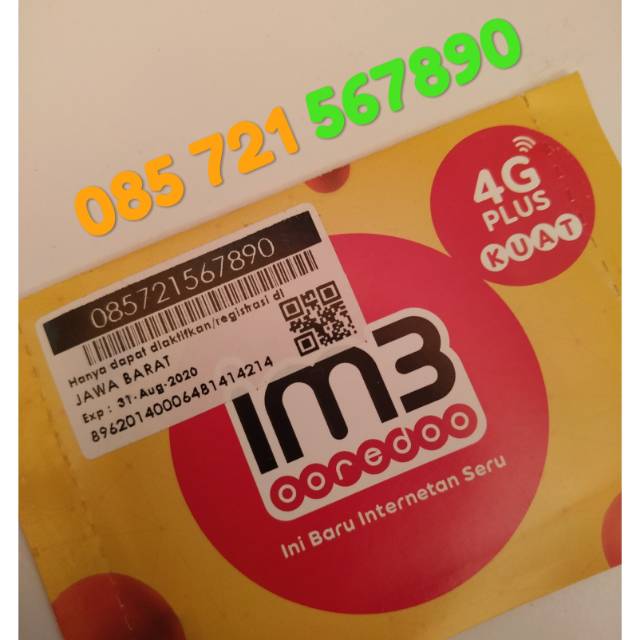 085 721 567890
4G
PLUS
KUAT
085721567890
Hanya dapat diaktifkan/registrasi di
JAWA BARAT
Exp : 31-Aug-2020
89620140006481414214
IM3
ooredoo
Ini Baru Internetan Seru